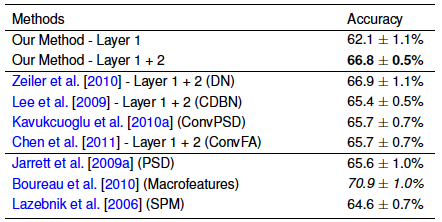 Methods Accuracy
Our Method - Layer 1 62.1 ± 1.1%
Our Method - Layer 1 + 2 66.8 ± 0.5%
Zeiler et al. [2010] - Layer 1 + 2 (DN) 66.9 ± 1.1%
Lee et al. [2009] - Layer 1 + 2 (CDBN) 65.4 ± 0.5%
Kavukcuoglu et al. [2010a] (ConvPSD) 65.7 ± 0.7%
Chen et al. [2011] - Layer 1 + 2 (ConvFA) 65.7 ± 0.7%
Jarrett et al. [2009a] (PSD) 65.6 ± 1.0%
Boureau et al. [2010] (Macrofeatures) 70.9 ± 1.0%
Lazebnik et al. [2006] (SPM) 64.6 ± 0.7%